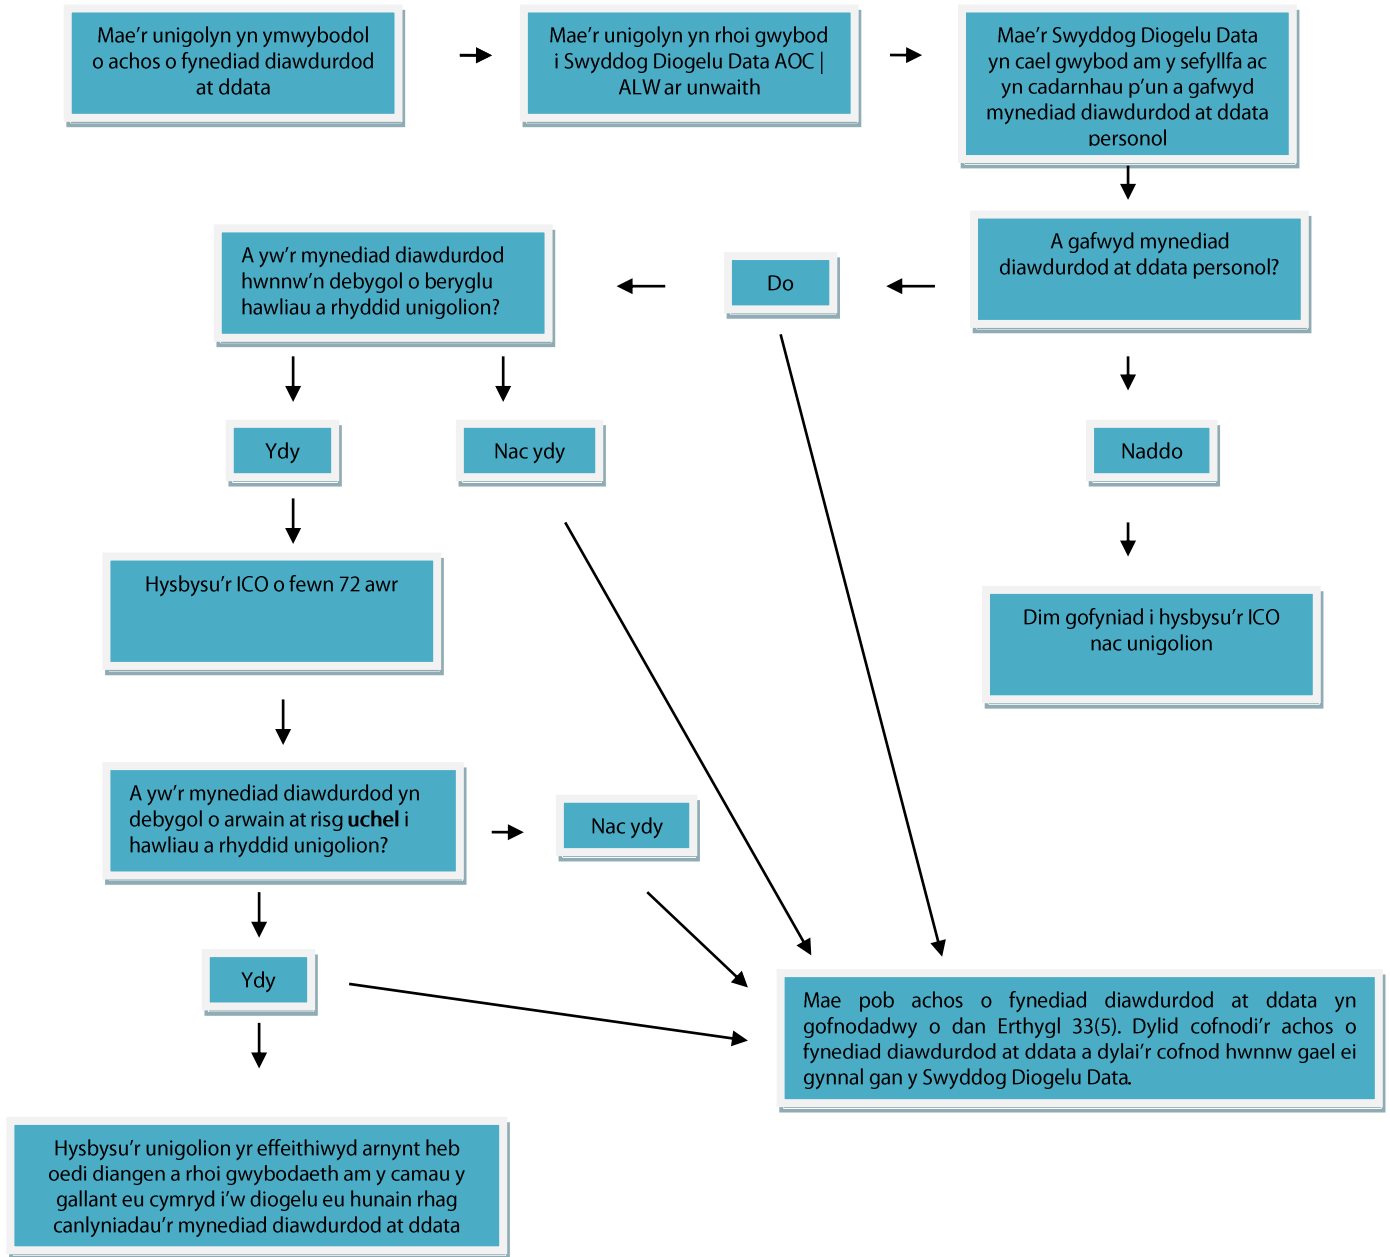 Mae'r unigolyn yn ymwybodol
o achos o fynediad diawdurdod
at ddata
Mae'r unigolyn yn rhoi gwybod
i Swyddog Diogelu Data AOC |
ALW ar unwaith
Mae'r Swyddog Diogelu Data
yn cael gwybod am y sefyllfa ac
yn cadarnhau p'un a gafwyd
mynediad diawdurdod at ddata
personol
A yw'r mynediad diawdurdod
hwnnw'n debygol o beryglu
hawliau a rhyddid unigolion?
Do
A gafwyd mynediad
diawdurdod at ddata personol?
Ydy
Nac ydy
Naddo
Hysbysu'r ICO o fewn 72 awr
Dim gofyniad i hysbysu'r ICO
nac unigolion
A yw'r mynediad diawdurdod yn
debygol o arwain at risg uchel i
hawliau a rhyddid unigolion?
Nac ydy
Ydy
Mae pob achos o fynediad diawdurdod at ddata yn
gofnodadwy o dan Erthygl 33(5). Dylid cofnodi'r achos o
fynediad diawdurdod at ddata a dylai'r cofnod hwnnw gael ei
gynnal gan y Swyddog Diogelu Data.
Hysbysu'r unigolion yr effeithiwyd arnynt heb
oedi diangen a rhoi gwybodaeth am y camau y
gallant eu cymryd i'w diogelu eu hunain rhag
canlyniadau'r mynediad diawdurdod at ddata